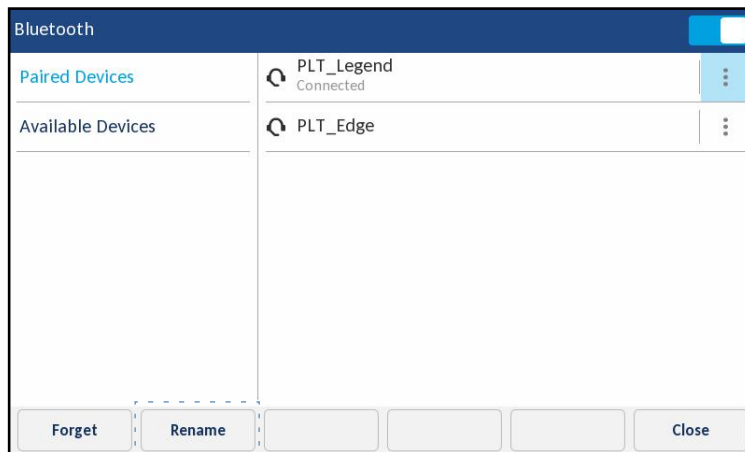 Bluetooth
Paired Devices
Available Devices
PLT_Legend
Connected
PLT_Edge
Forget
Rename
Close